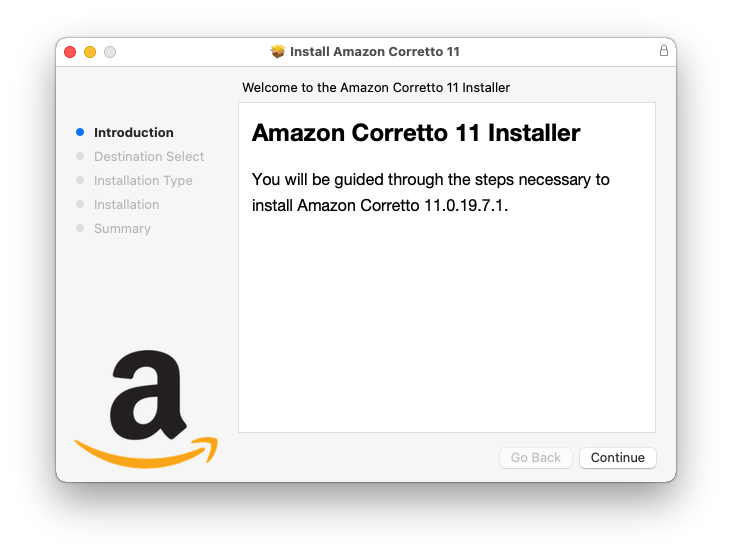 Install Amazon Corretto 11
Welcome to the Amazon Corretto 11 Installer
Introduction
Destination Select
Installation Type
Installation
Summary
Amazon Corretto 11 Installer
You will be guided through the steps necessary to
install Amazon Corretto 11.0.19.7.1.
a
Go Back
Continue